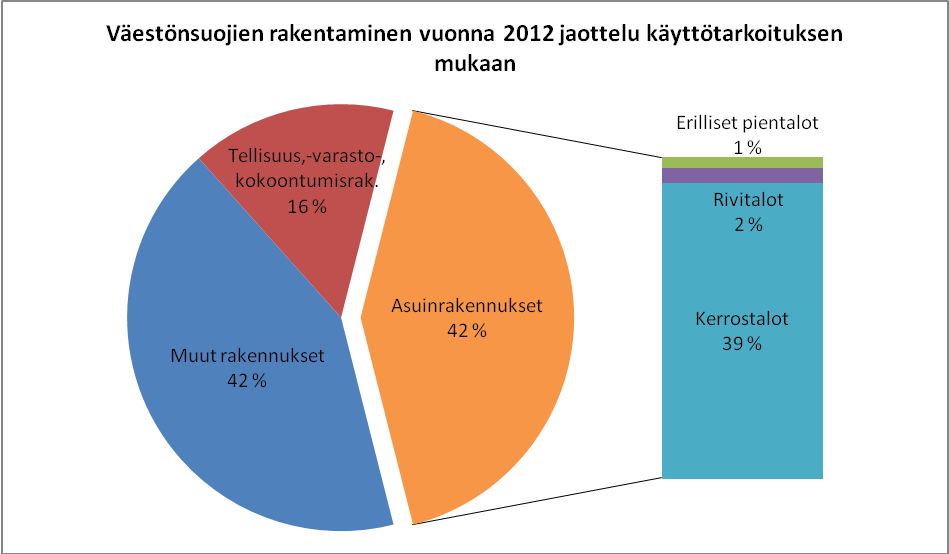 Väestönsuojien rakentaminen vuonna 2012 jaottelu käyttötarkoituksen
mukaan
Tellisuus,-varasto-,
kokoontumisrak.
16 %
Asuinrakennukset
42 %
Muut rakennukset
42 %
Erilliset pientalot
1 %
Rivitalot
2 %
Kerrostalot
39 %